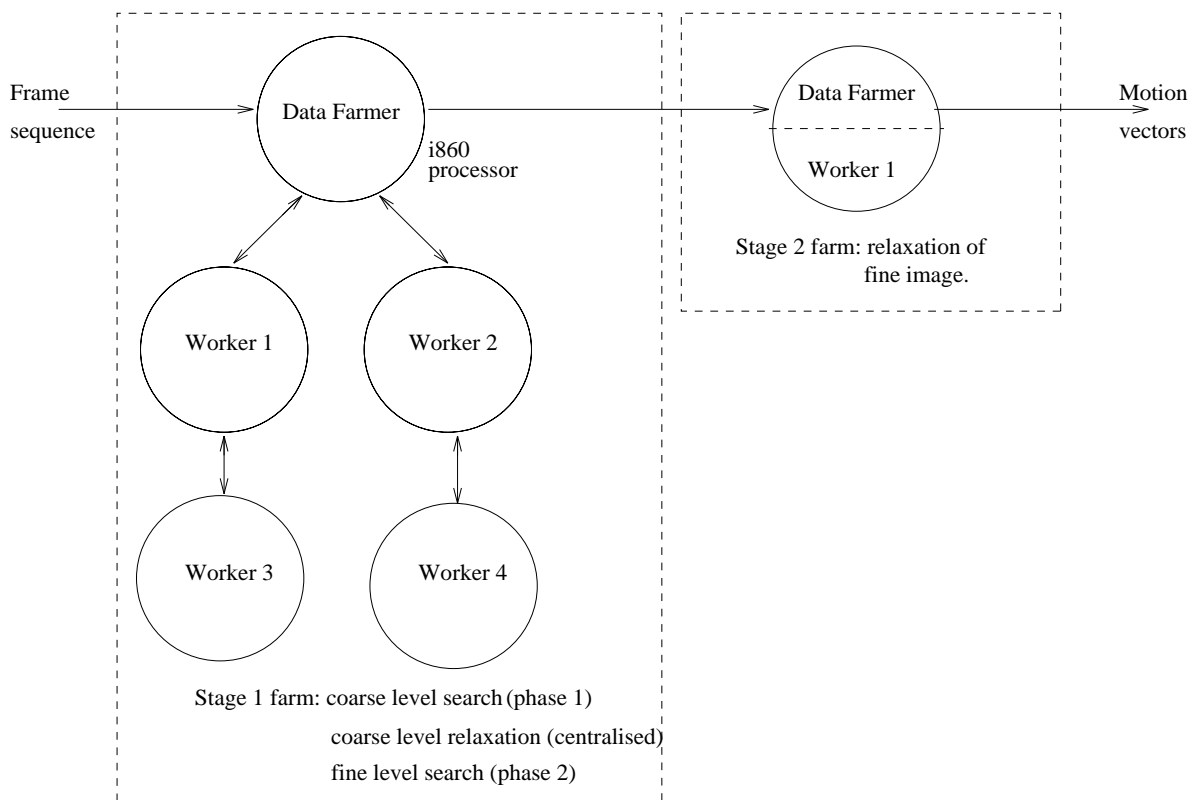 Frame
sequence
Data Farmer
i860
processor
Worker 1
Worker 2
Worker 3
Worker 4
Stage 1 farm: coarse level search (phase 1)
coarse level relaxation (centralised)
fine level search (phase 2)
Data Farmer
Worker 1
Stage 2 farm: relaxation of
fine image.
Motion
vectors